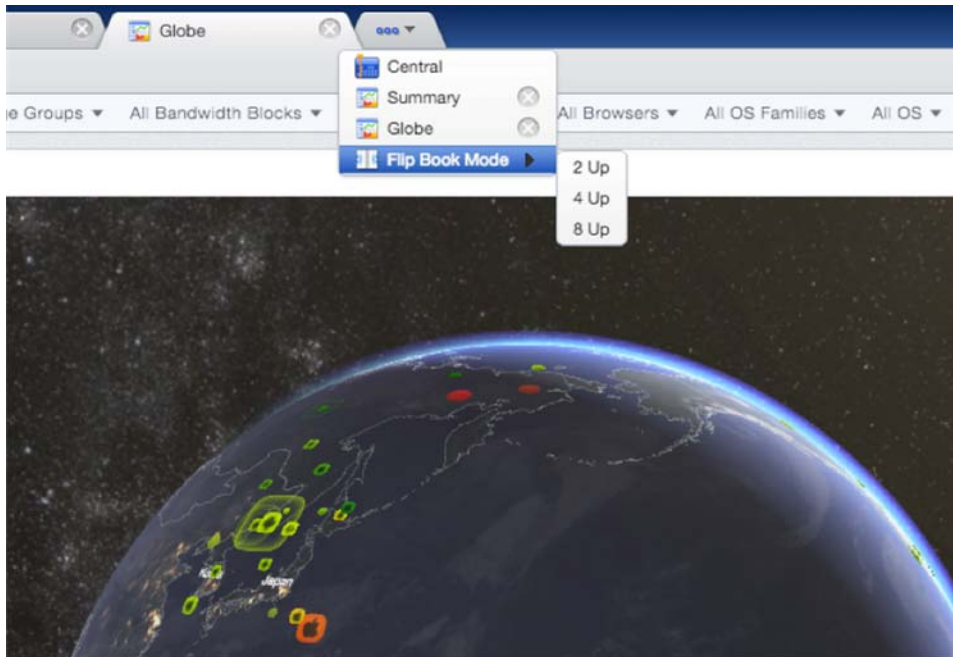 Globe
Central
Summary
Globe
Flip Book Mode
2 Up
4 Up
8 Up
Groups All Bandwidth Blocks All Browsers All OS Families All OS
Japan